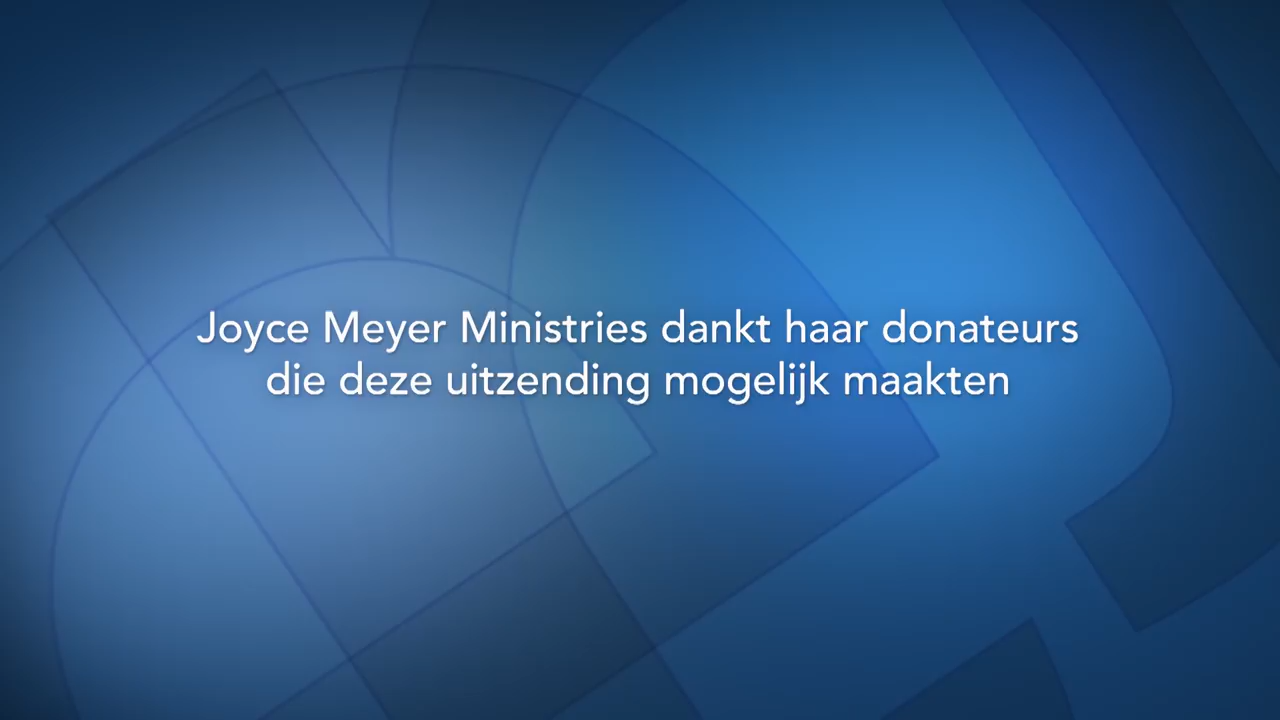 Joyce Meyer Ministries dankt haar donateurs
die deze uitzending mogelijk maakten